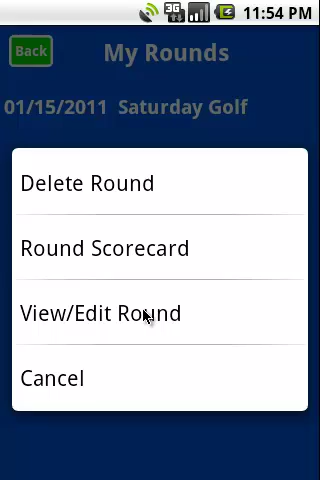 3G 11:54 PM
Back My Rounds
01/15/2011 Saturday Golf
Delete Round
Round Scorecard
View/Edit Round
Cancel